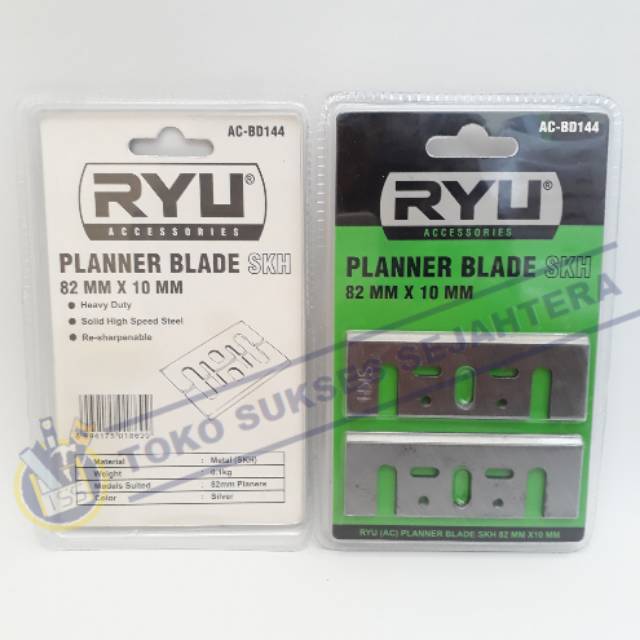 AC-BD144
RYU®
ACCESSORIES
PLANNER BLADE SKH
82 MM X 10 MM
Heavy Duty
Solid High Speed Steel
Re-sharpenable
Material : Metal (SKH)
Weight : 0.1kg
Models Suited : 82mm Planers
Color : Silver
AC-BD144
RYU®
ACCESSORIES
PLANNER BLADE SKH
82 MM X 10 MM
SKH
RYU (AC) PLANNER BLADE SKH 82 MM X10 MM
TOKO SUKSES SEJAHTERA
TSS